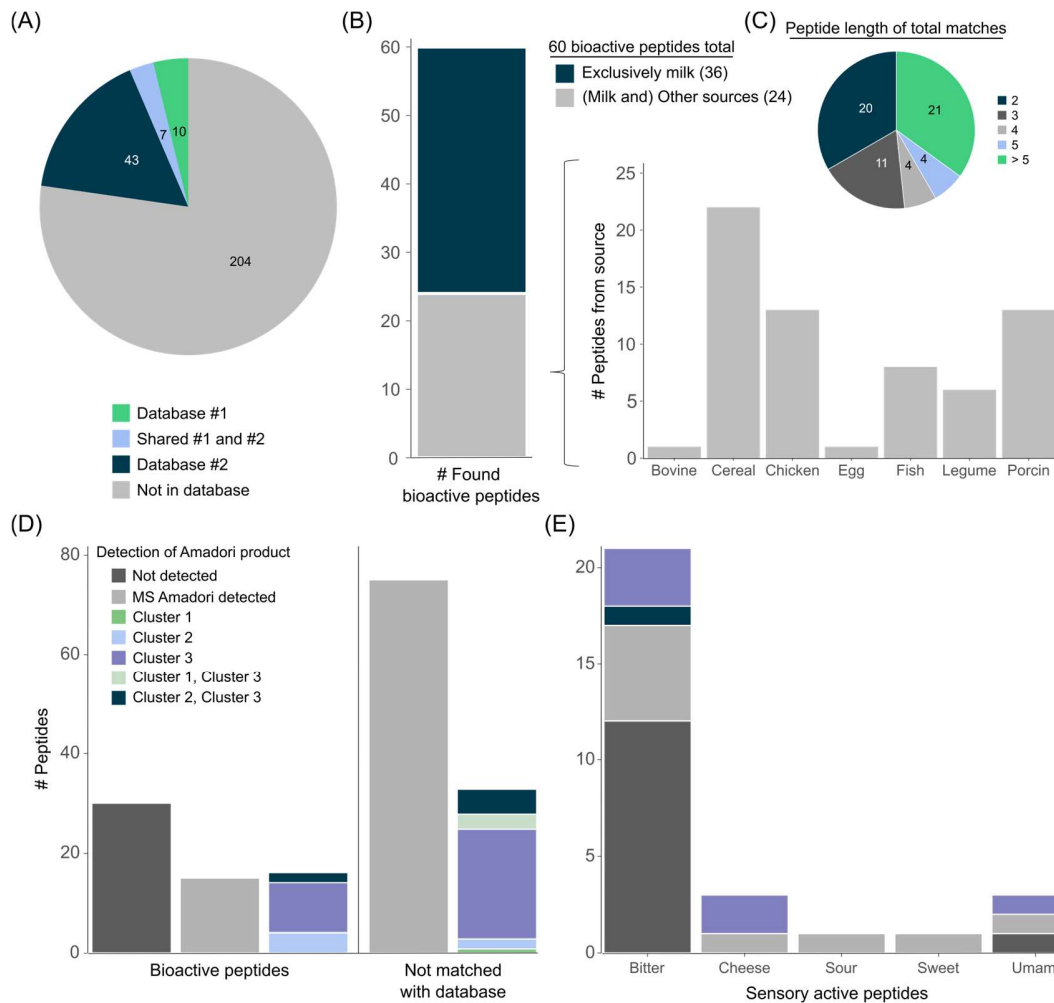 (A)
7
10
43
204
Database #1
Shared #1 and #2
Database #2
Not in database
(B)
60
50
40
30
20
10
0
# Found
bioactive peptides
60 bioactive peptides total
Exclusively milk (36)
(Milk and) Other sources (24)
(C)
Peptide length of total matches
20
21
11
4
4
2
3
4
5
> 5
# Peptides from source
25
20
15
10
5
0
Bovine
Cereal
Chicken
Egg
Fish
Legume
Porcin
(D)
# Peptides
80
60
40
20
0
Detection of Amadori product
Not detected
MS Amadori detected
Cluster 1
Cluster 2
Cluster 3
Cluster 1, Cluster 3
Cluster 2, Cluster 3
Bioactive peptides
Not matched
with database
(E)
20
15
10
5
0
Bitter
Cheese
Sour
Sweet
Umam
Sensory active peptides